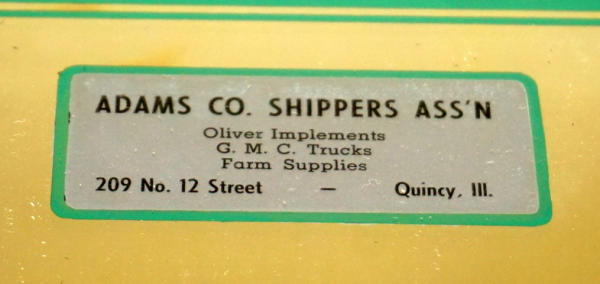 ADAMS CO. SHIPPERS ASS'N
Oliver Implements
G. M. C. Trucks
Farm Supplies
209 No. 12 Street — Quincy, Ill.